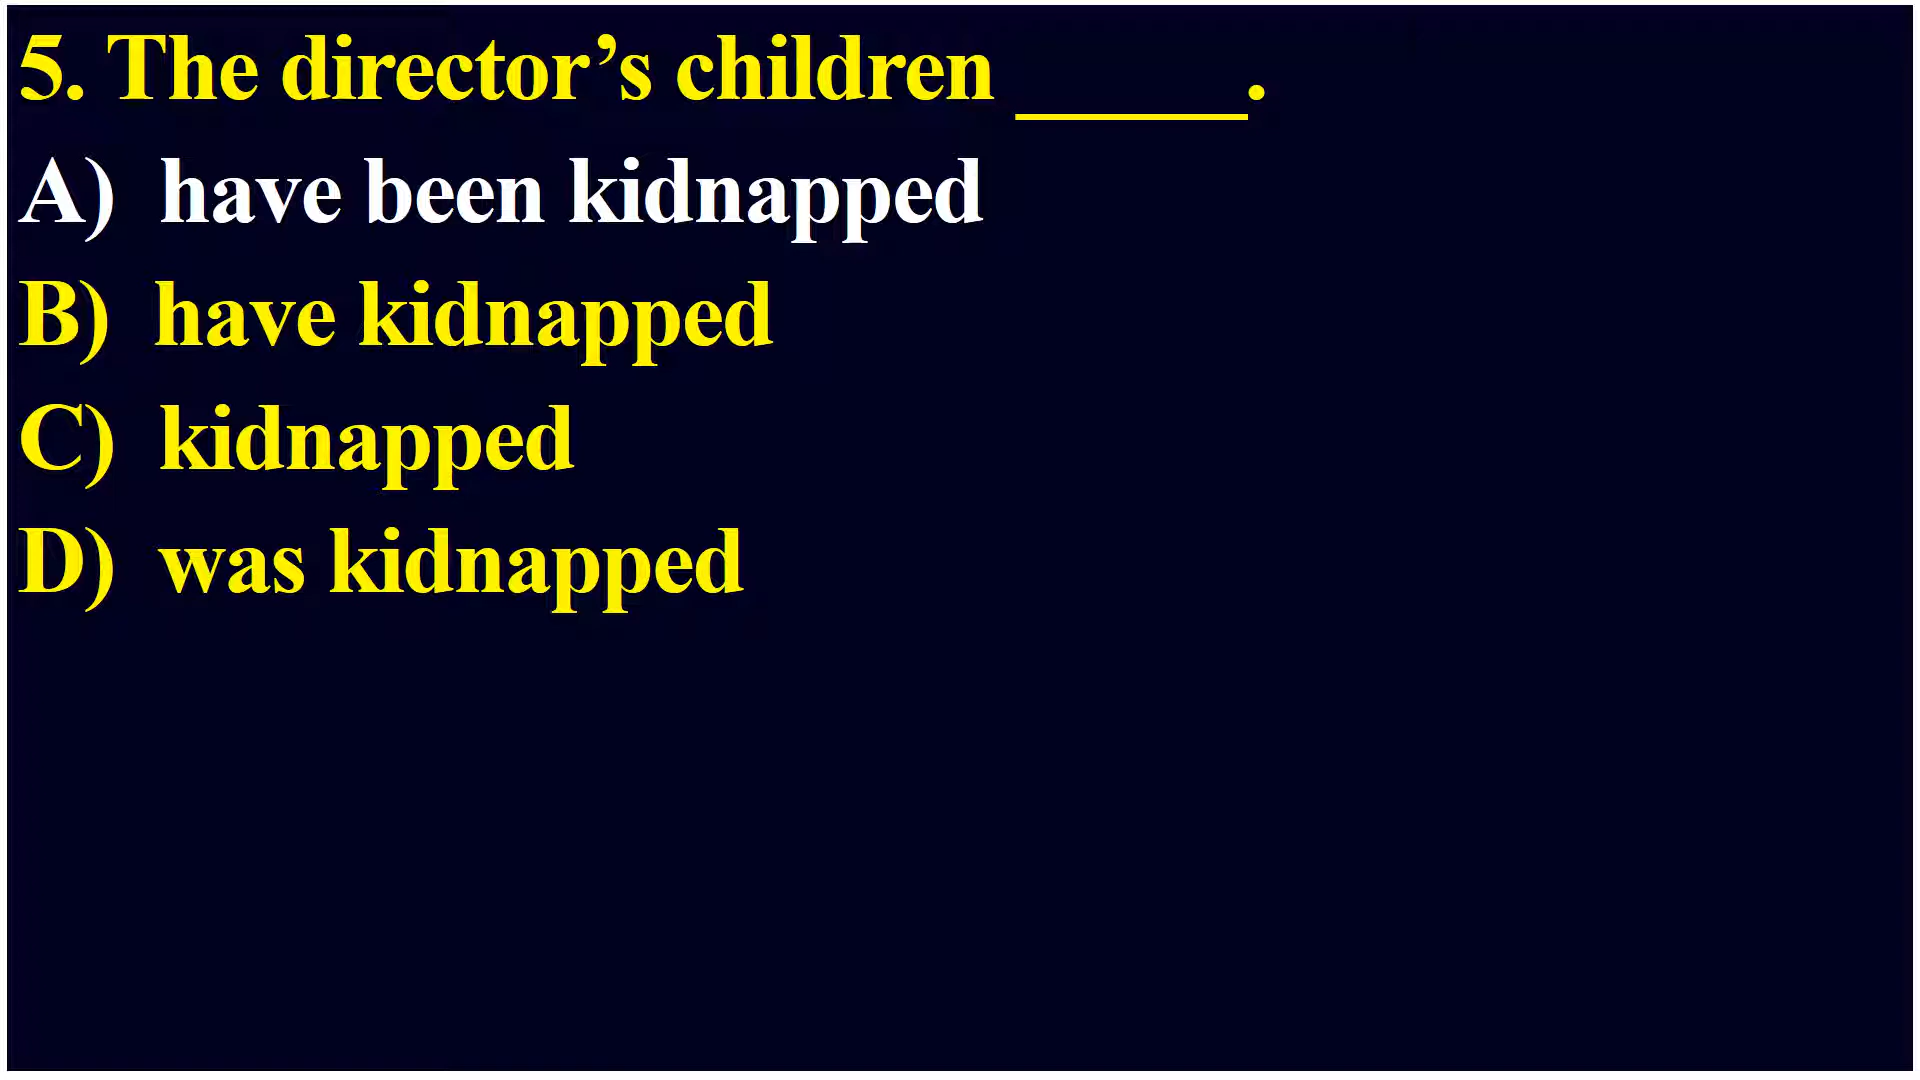 5. The director’s children ______.
A) have been kidnapped
B) have kidnapped
C) kidnapped
D) was kidnapped